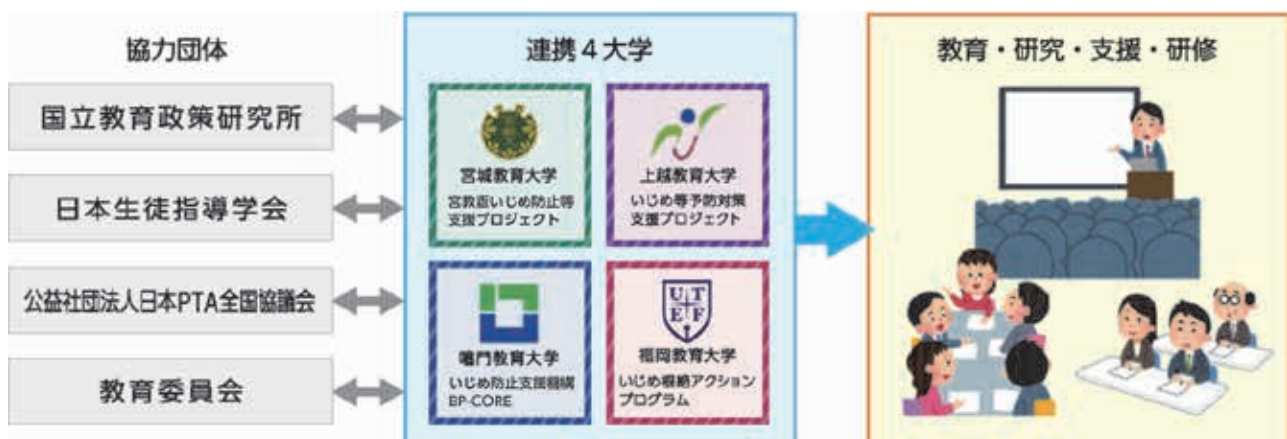 協力団体
国立教育政策研究所
日本生徒指導学会
公益社団法人日本PTA全国協議会
教育委員会
連携4大学
宮城教育大学
宮教版いじめ防止等
支援プロジェクト
上越教育大学
いじめ等予防対策
支援プロジェクト
鳴門教育大学
いじめ防止支援機構
BP-CORE
UT
EF
福岡教育大学
いじめ根絶アクション
プログラム
教育・研究・支援・研修